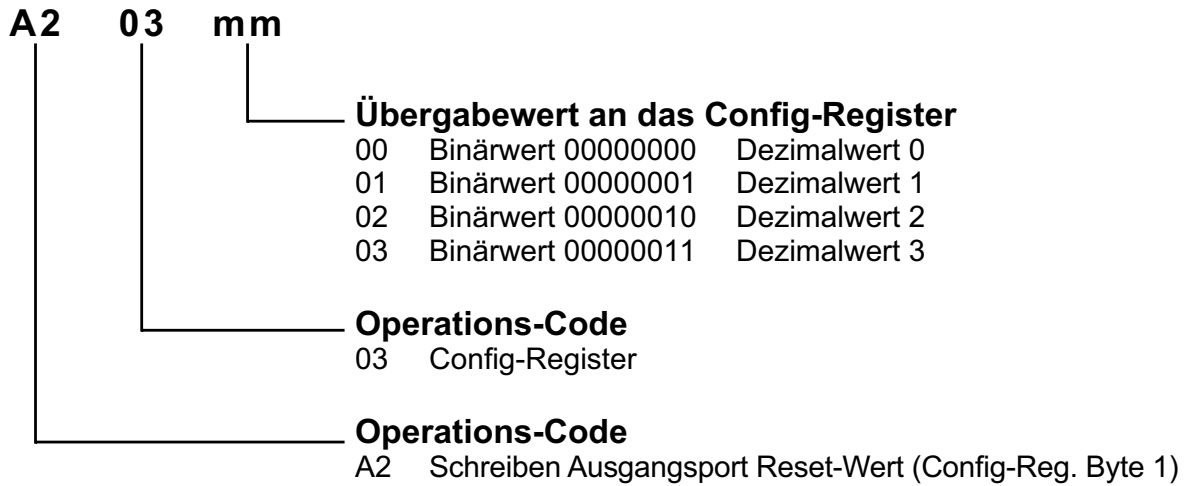 A2 03 mm
Übergabewert an das Config-Register
00 Binärwert 00000000 Dezimalwert 0
01 Binärwert 00000001 Dezimalwert 1
02 Binärwert 00000010 Dezimalwert 2
03 Binärwert 00000011 Dezimalwert 3
Operations-Code
03 Config-Register
Operations-Code
A2 Schreiben Ausgangsport Reset-Wert (Config-Reg. Byte 1)